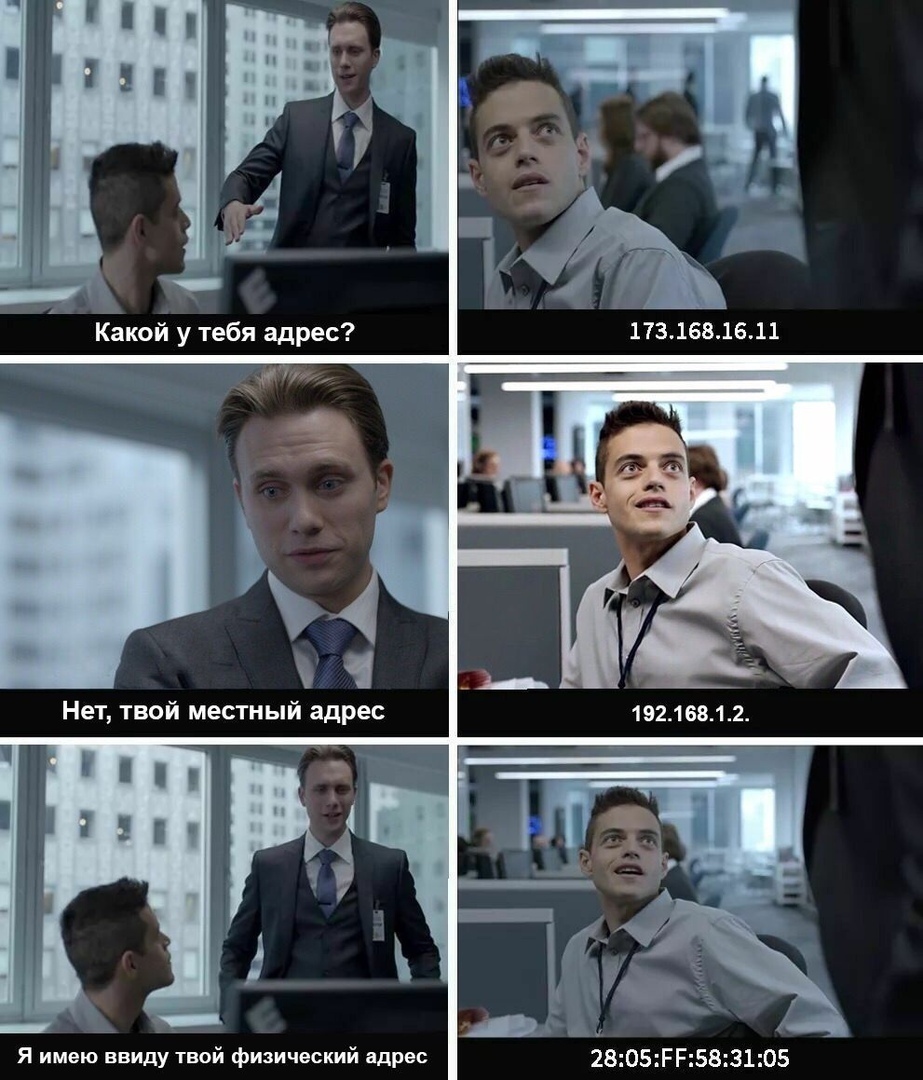 Какой у тебя адрес?
173.168.16.11
Нет, твой местный адрес
192.168.1.2.
Я имею ввиду твой физический адрес
28:05:FF:58:31:05